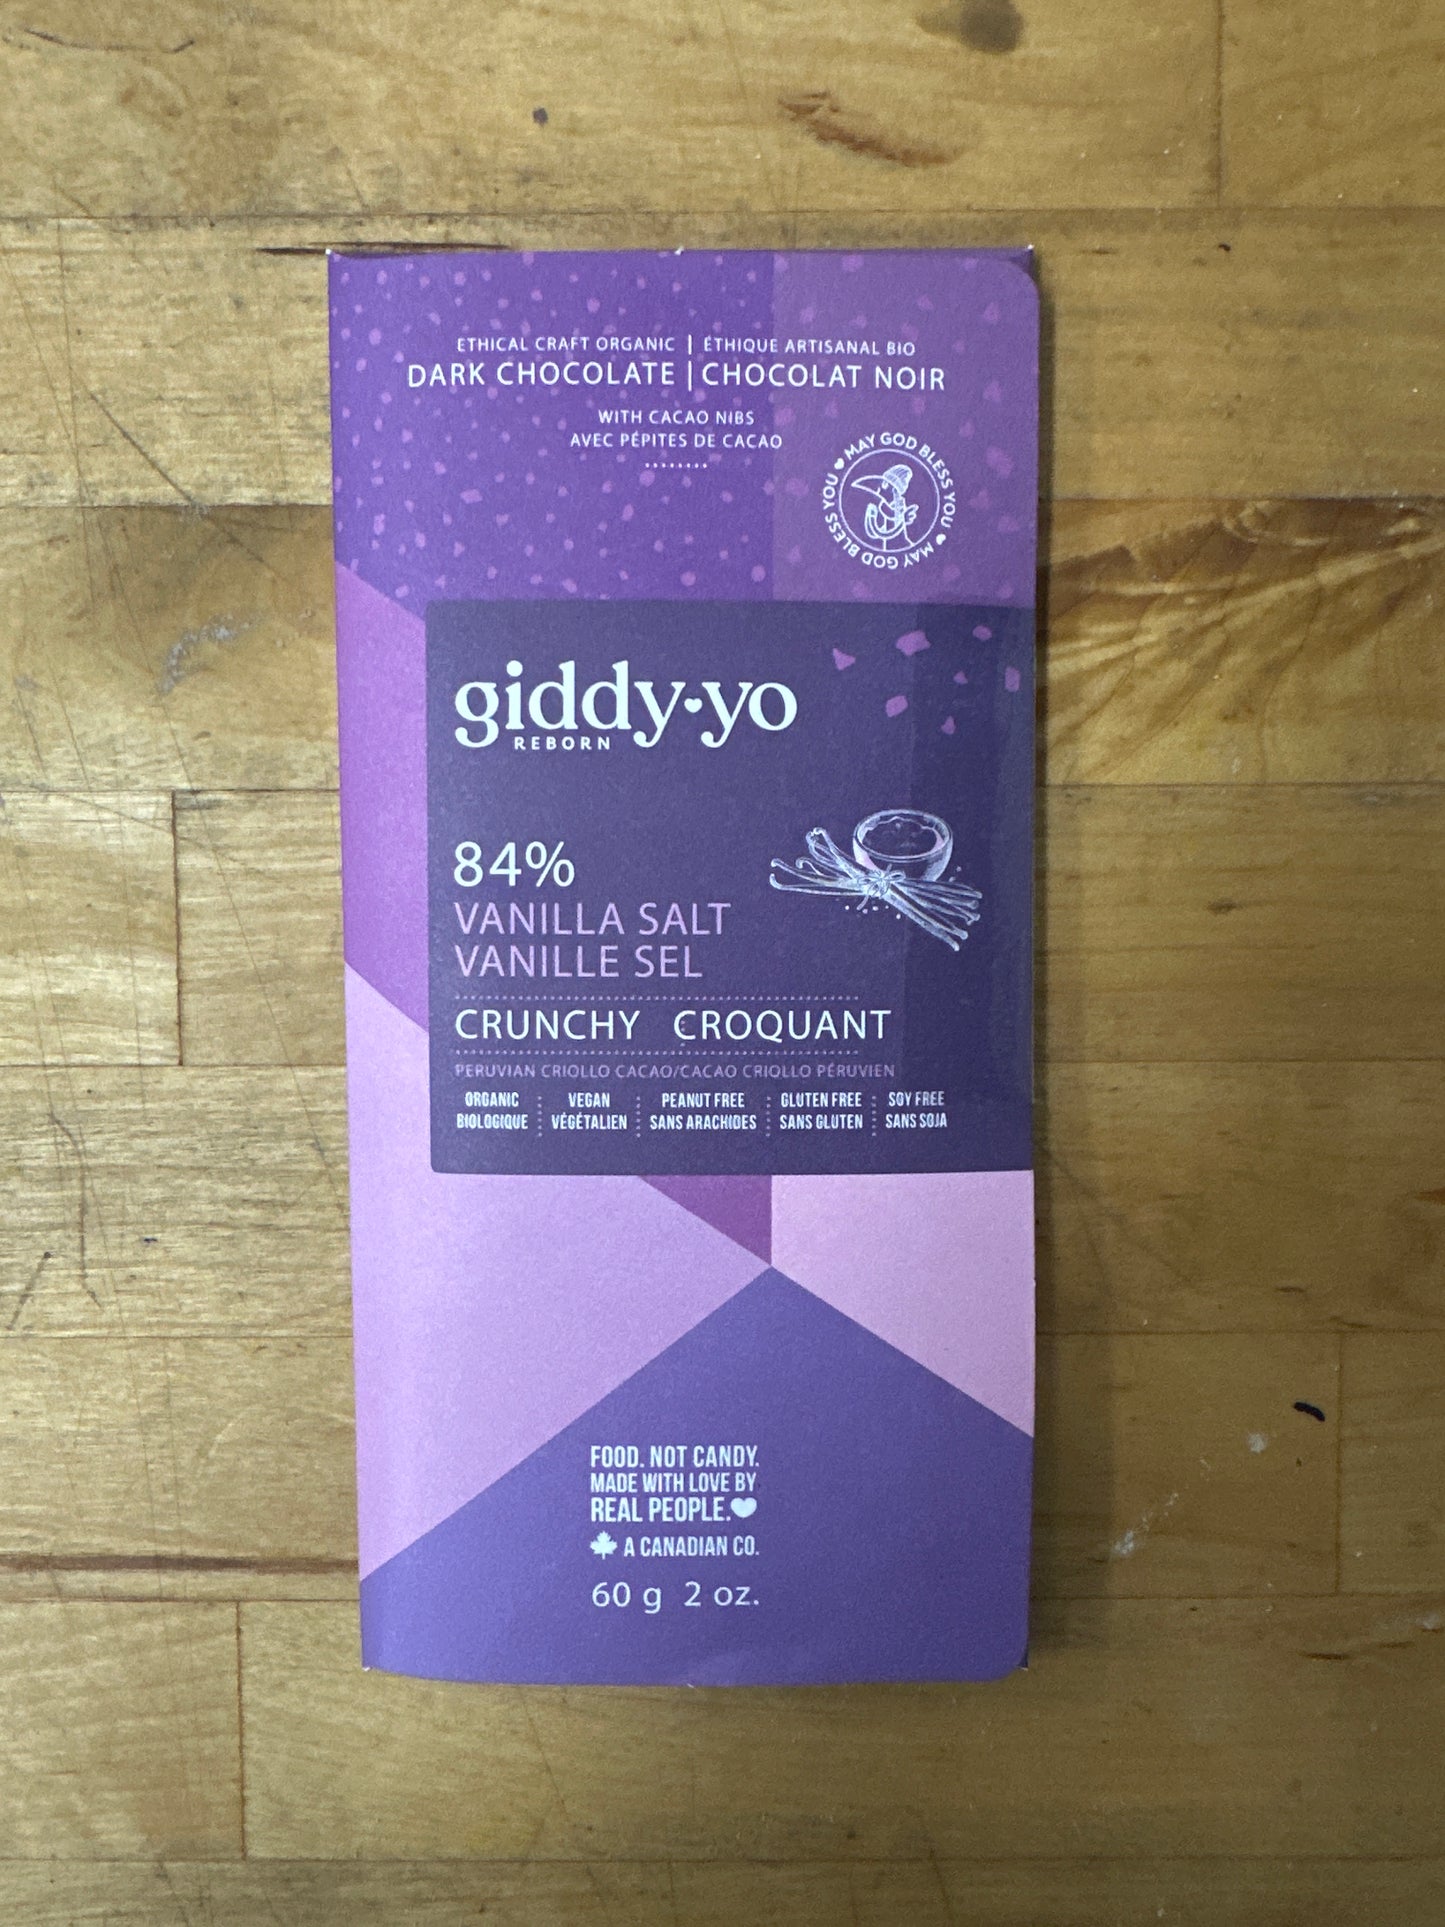 ETHICAL CRAFT ORGANIC | ÉTHIQUE ARTISANAL BIO
DARK CHOCOLATE | CHOCOLAT NOIR
WITH CACAO NIBS
AVEC PÉPITES DE CACAO
MAY GOD BLESS YOU ♥ MAY GOD BLESS YOU ♥
giddy·yo
REBORN
84%
VANILLA SALT
VANILLE SEL
CRUNCHY CROQUANT
PERUVIAN CRIOLLO CACAO/CACAO CRIOLLO PÉRUVIEN
ORGANIC VEGAN PEANUT FREE GLUTEN FREE SOY FREE
BIOLOGIQUE VÉGÉTALIEN SANS ARACHIDES SANS GLUTEN SANS SOJA
FOOD. NOT CANDY.
MADE WITH LOVE BY
REAL PEOPLE.♥
A CANADIAN CO.
60 g 2 oz.